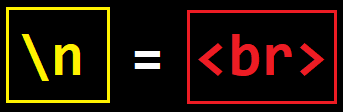 \n = <br>